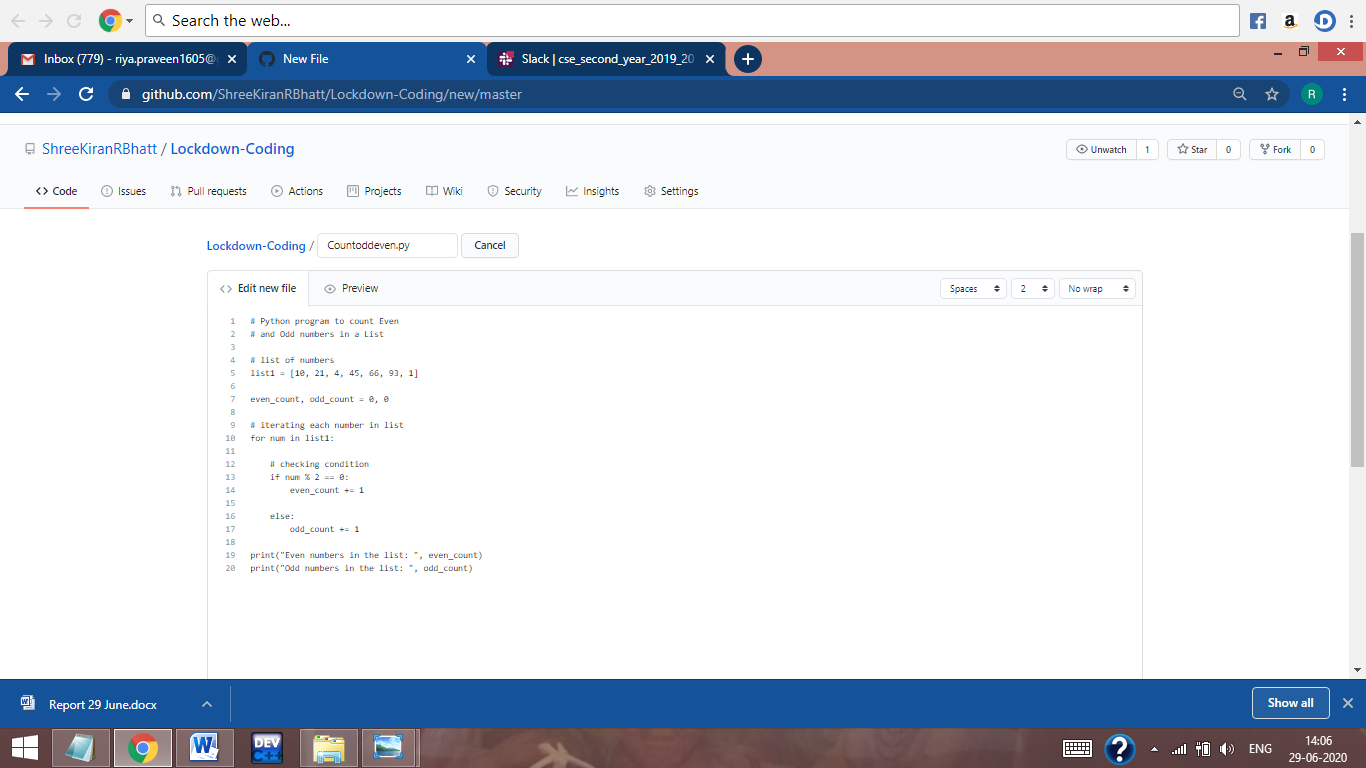 Search the web...
Inbox (779) - riya.praveen1605@
New File
Slack | cse_second_year_2019_20
github.com/ShreeKiranRBhatt/Lockdown-Coding/new/master
R
ShreeKiranRBhatt / Lockdown-Coding
Unwatch 1 Star 0 Fork 0
Code Issues Pull requests Actions Projects Wiki Security Insights Settings
Lockdown-Coding / Countoddeven.py Cancel
<> Edit new file Preview Spaces 2 No wrap
1 # Python program to count Even
2 # and Odd numbers in a List
3
4 # list of numbers
5 list1 = [10, 21, 4, 45, 66, 93, 1]
6
7 even_count, odd_count = 0, 0
8
9 # iterating each number in list
10 for num in list1:
11
12     # checking condition
13     if num % 2 == 0:
14         even_count += 1
15
16     else:
17         odd_count += 1
18
19 print("Even numbers in the list: ", even_count)
20 print("Odd numbers in the list: ", odd_count)
Report 29 June.docx
Show all
DEV C++
ENG
14:06
29-06-2020